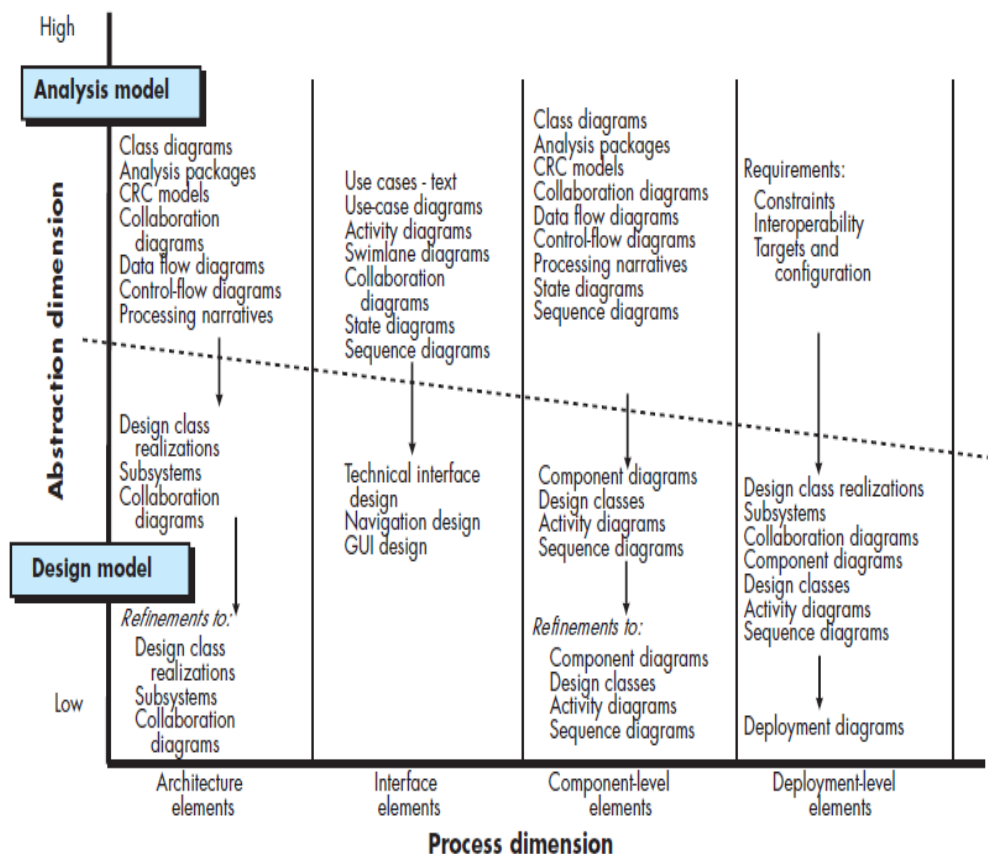 High
Analysis model
Abstraction dimension
Design model
Low
Class diagrams
Analysis packages
CRC models
Collaboration
diagrams
Data flow diagrams
Control-flow diagrams
Processing narratives
Design class
realizations
Subsystems
Collaboration
diagrams
Refinements to:
Design class
realizations
Subsystems
Collaboration
diagrams
Architecture
elements
Use cases - text
Use-case diagrams
Activity diagrams
Swimlane diagrams
Collaboration
diagrams
State diagrams
Sequence diagrams
Technical interface
design
Navigation design
GUI design
Interface
elements
Class diagrams
Analysis packages
CRC models
Collaboration diagrams
Data flow diagrams
Control-flow diagrams
Processing narratives
State diagrams
Sequence diagrams
Component diagrams
Design classes
Activity diagrams
Sequence diagrams
Refinements to:
Component diagrams
Design classes
Activity diagrams
Sequence diagrams
Component-level
elements
Requirements:
Constraints
Interoperability
Targets and
configuration
Design class realizations
Subsystems
Collaboration diagrams
Component diagrams
Design classes
Activity diagrams
Sequence diagrams
Deployment diagrams
Deployment-level
elements
Process dimension